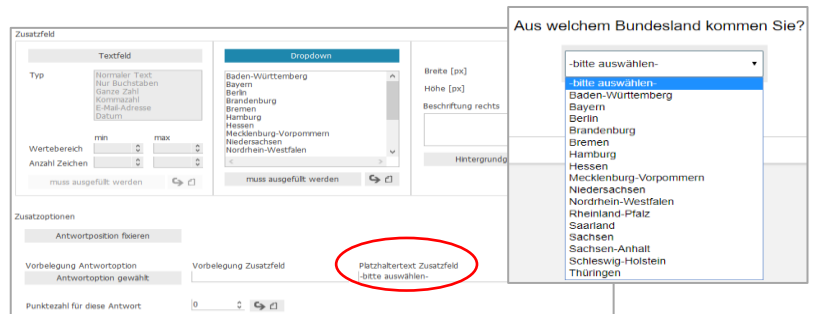 Zusatzfeld
Textfeld
Typ
Normaler Text
Nur Buchstaben
Ganze Zahl
Kommazahl
E-Mail-Adresse
Datum
min max
Wertebereich
Anzahl Zeichen
muss ausgefüllt werden
Dropdown
Baden-Württemberg
Bayern
Berlin
Brandenburg
Bremen
Hamburg
Hessen
Mecklenburg-Vorpommern
Niedersachsen
Nordrhein-Westfalen
muss ausgefüllt werden
Breite [px]
Höhe [px]
Beschriftung rechts
Hintergrundg
Zusatzoptionen
Antwortposition fixieren
Vorbelegung Antwortoption
Antwortoption gewählt
Vorbelegung Zusatzfeld
Platzhaltertext Zusatzfeld
-bitte auswählen-
Punktezahl für diese Antwort 0
Aus welchem Bundesland kommen Sie?
-bitte auswählen-
-bitte auswählen-
Baden-Württemberg
Bayern
Berlin
Brandenburg
Bremen
Hamburg
Hessen
Mecklenburg-Vorpommern
Niedersachsen
Nordrhein-Westfalen
Rheinland-Pfalz
Saarland
Sachsen
Sachsen-Anhalt
Schleswig-Holstein
Thüringen